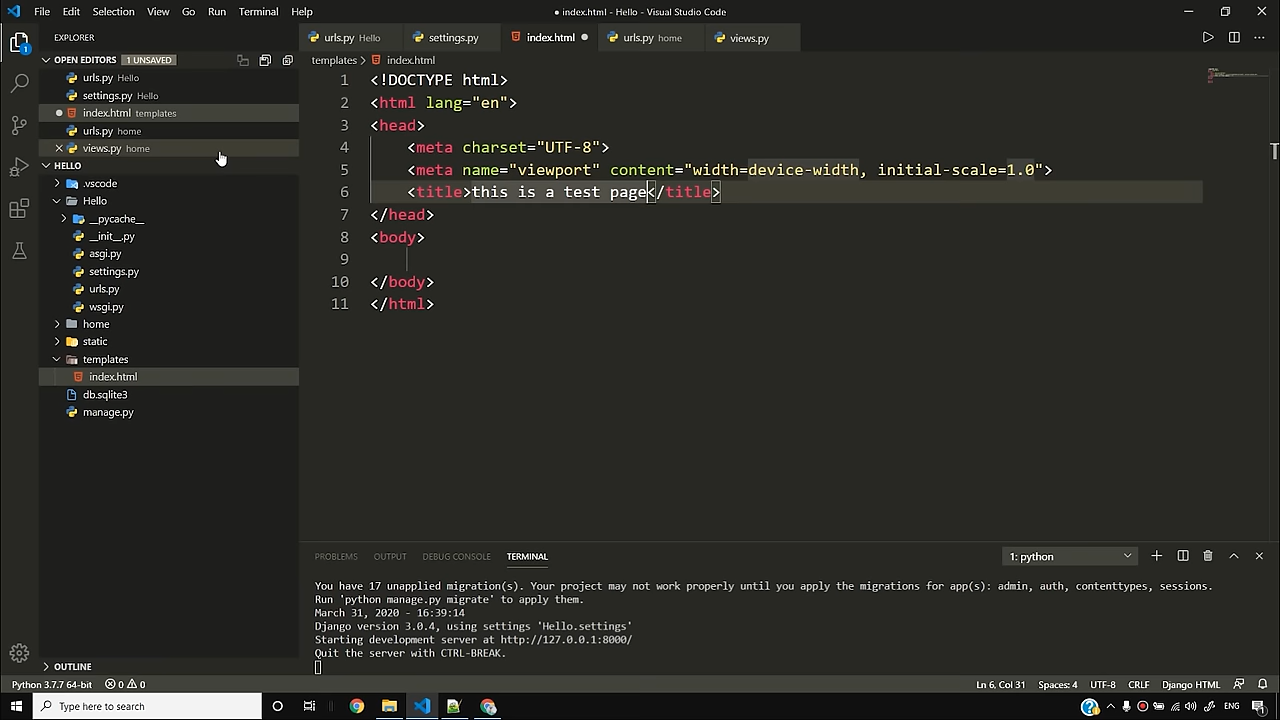 File Edit Selection View Go Run Terminal Help
● index.html - Hello - Visual Studio Code
EXPLORER
OPEN EDITORS 1 UNSAVED
urls.py Hello
settings.py Hello
index.html templates
urls.py home
views.py home
HELLO
.vscode
Hello
__pycache__
__init__.py
asgi.py
settings.py
urls.py
wsgi.py
home
static
templates
index.html
db.sqlite3
manage.py
OUTLINE
urls.py Hello settings.py index.html urls.py home views.py
templates > index.html
1 <!DOCTYPE html>
2 <html lang="en">
3 <head>
4 <meta charset="UTF-8">
5 <meta name="viewport" content="width=device-width, initial-scale=1.0">
6 <title>this is a test page</title>
7 </head>
8 <body>
9
10 </body>
11 </html>
PROBLEMS OUTPUT DEBUG CONSOLE TERMINAL 1: python
You have 17 unapplied migration(s). Your project may not work properly until you apply the migrations for app(s): admin, auth, contenttypes, sessions.
Run 'python manage.py migrate' to apply them.
March 31, 2020 - 16:39:14
Django version 3.0.4, using settings 'Hello.settings'
Starting development server at http://127.0.0.1:8000/
Quit the server with CTRL-BREAK.
Python 3.7.7 64-bit 0 0 Ln 6, Col 31 Spaces: 4 UTF-8 CRLF Django HTML
Type here to search
ENG